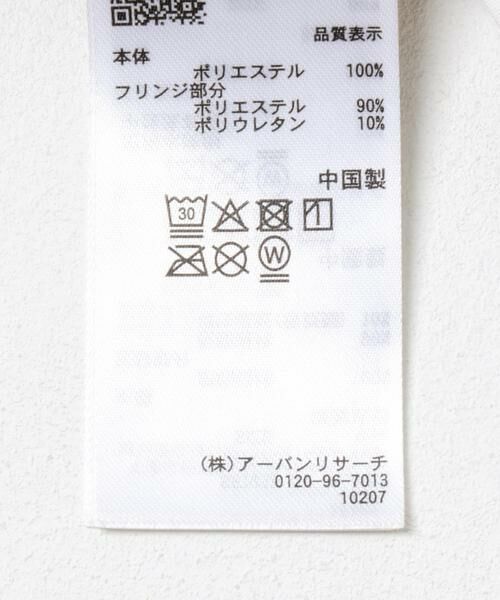 品質表示
本体
ポリエステル 100%
フリンジ部分
ポリエステル 90%
ポリウレタン 10%
中国製
30
W
(株)アーバンリサーチ
0120-96-7013
10207